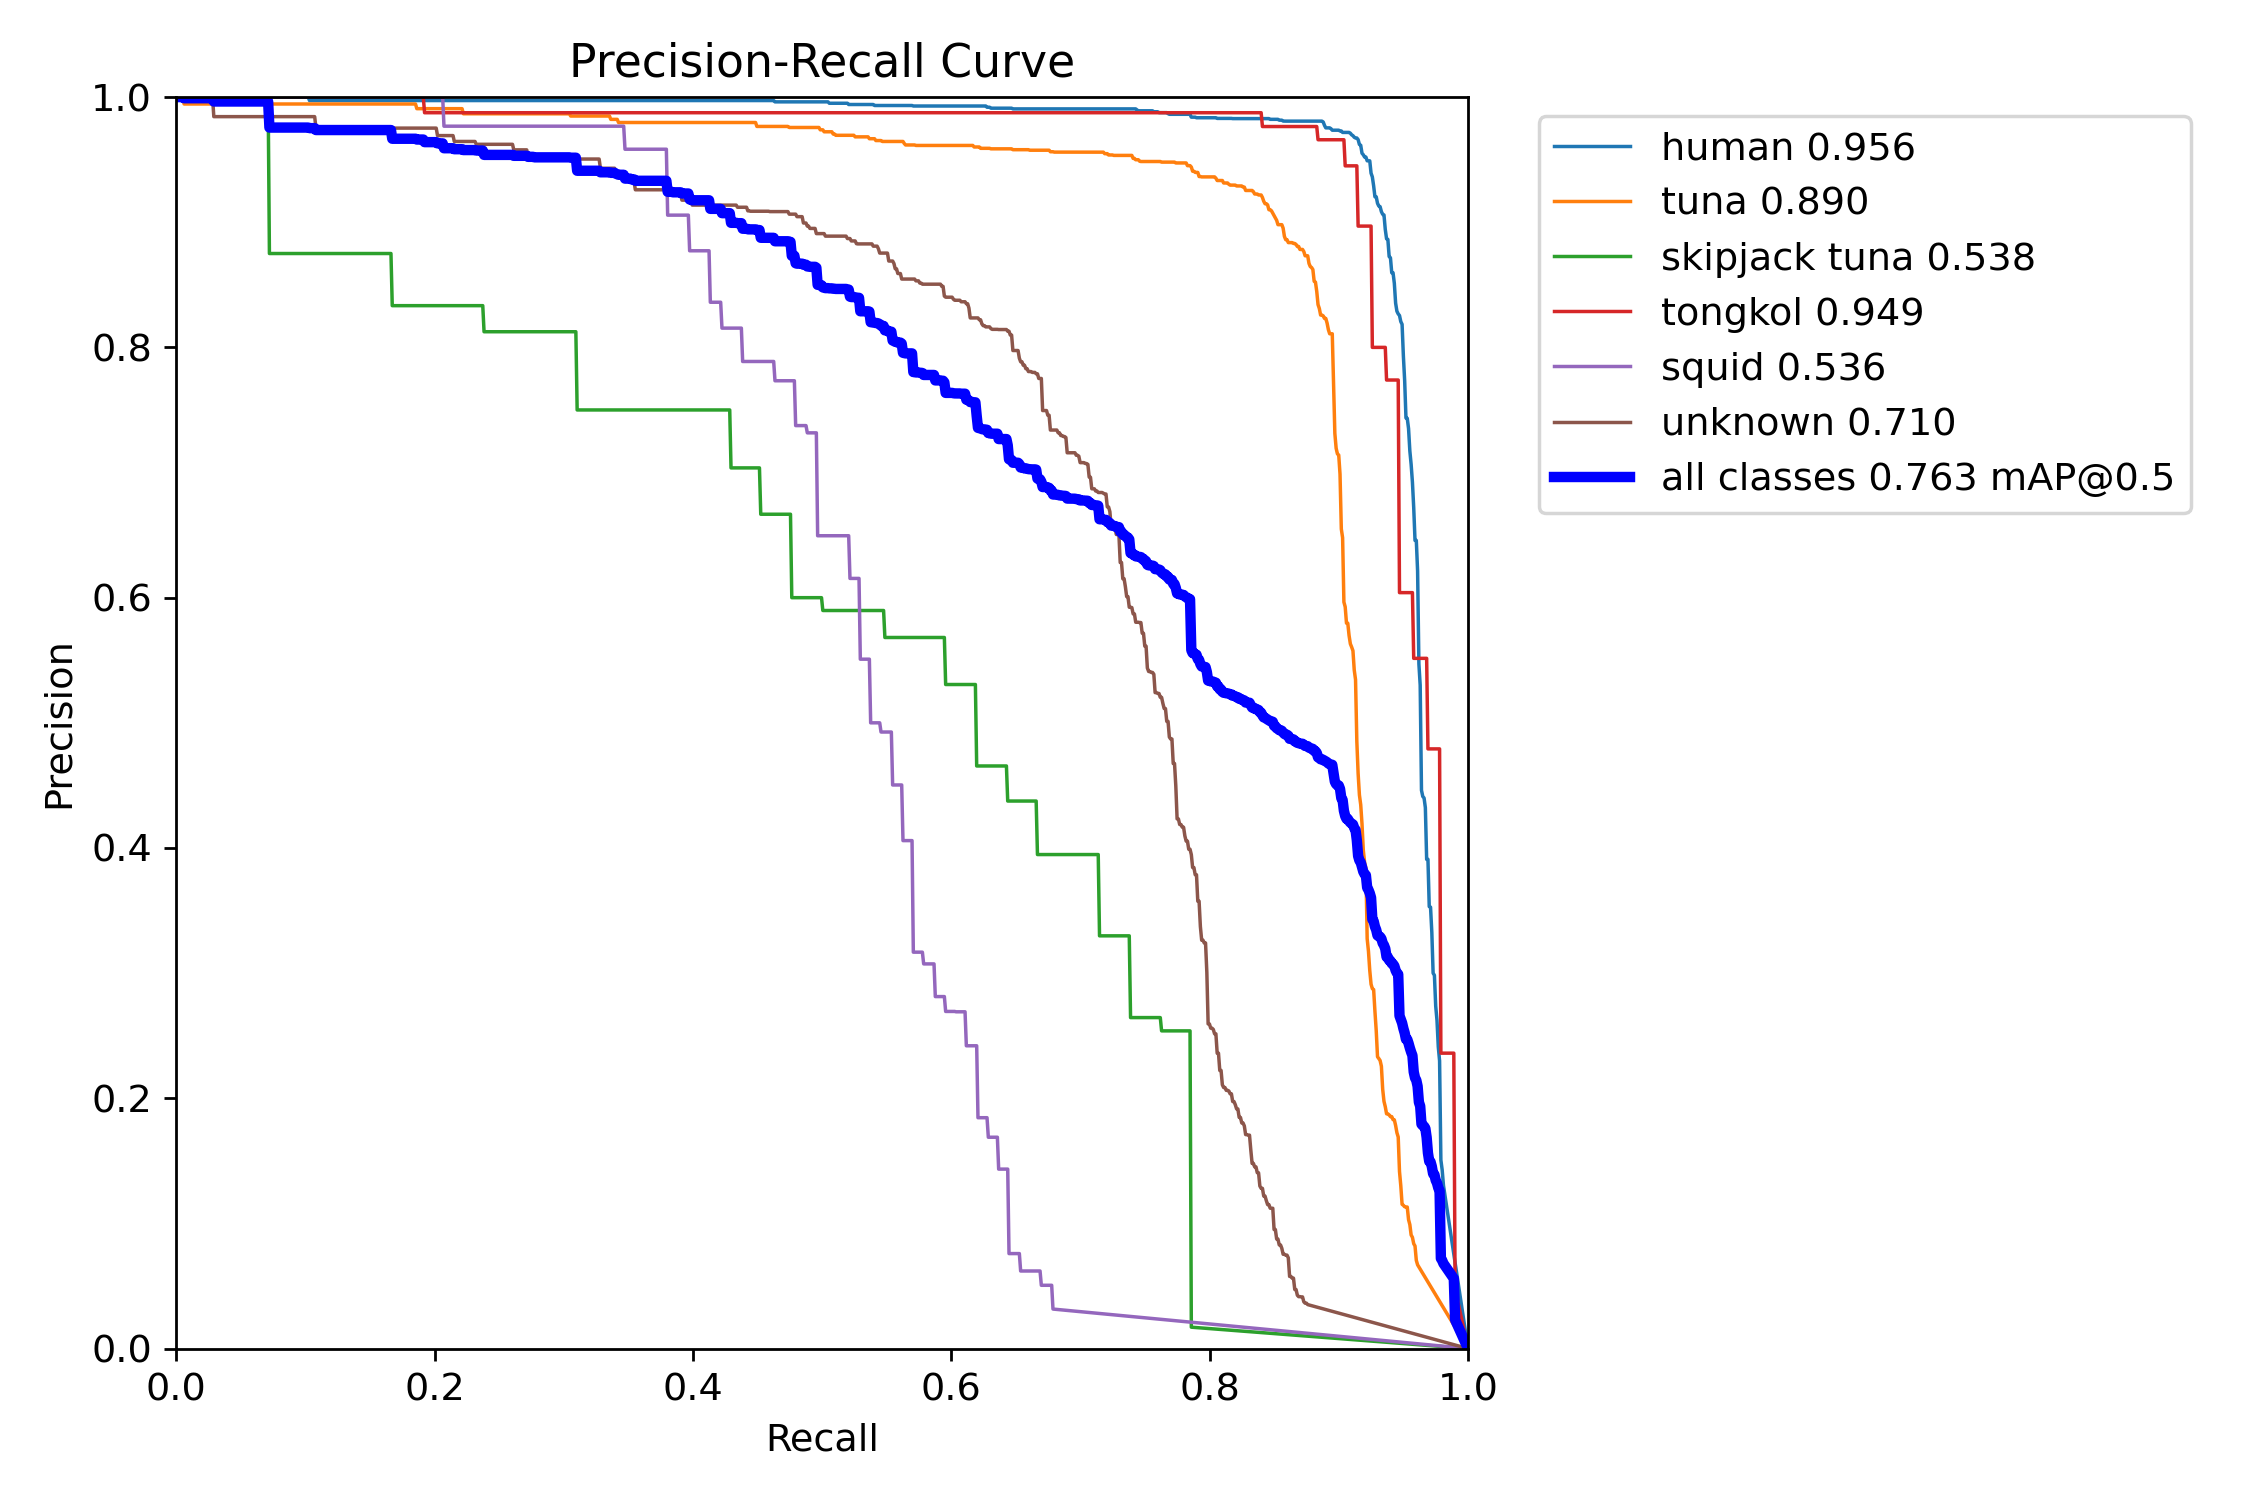 Precision-Recall Curve
1.0
0.8
0.6
0.4
0.2
0.0
Precision
0.0 0.2 0.4 0.6 0.8 1.0
Recall
human 0.956
tuna 0.890
skipjack tuna 0.538
tongkol 0.949
squid 0.536
unknown 0.710
all classes 0.763 mAP@0.5